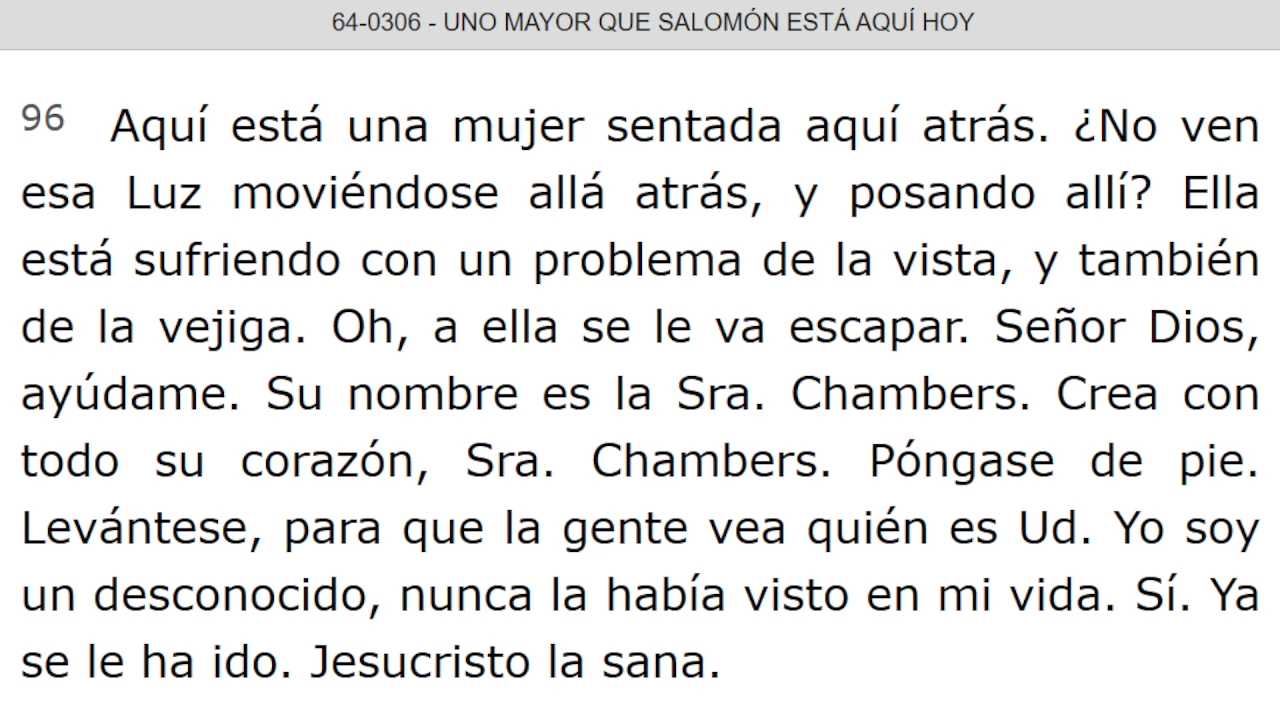 64-0306 - UNO MAYOR QUE SALOMÓN ESTÁ AQUÍ HOY
96 Aquí está una mujer sentada aquí atrás. ¿No ven
esa Luz moviéndose allá atrás, y posando allí? Ella
está sufriendo con un problema de la vista, y también
de la vejiga. Oh, a ella se le va escapar. Señor Dios,
ayúdame. Su nombre es la Sra. Chambers. Crea con
todo su corazón, Sra. Chambers. Póngase de pie.
Levántese, para que la gente vea quién es Ud. Yo soy
un desconocido, nunca la había visto en mi vida. Sí. Ya
se le ha ido. Jesucristo la sana.